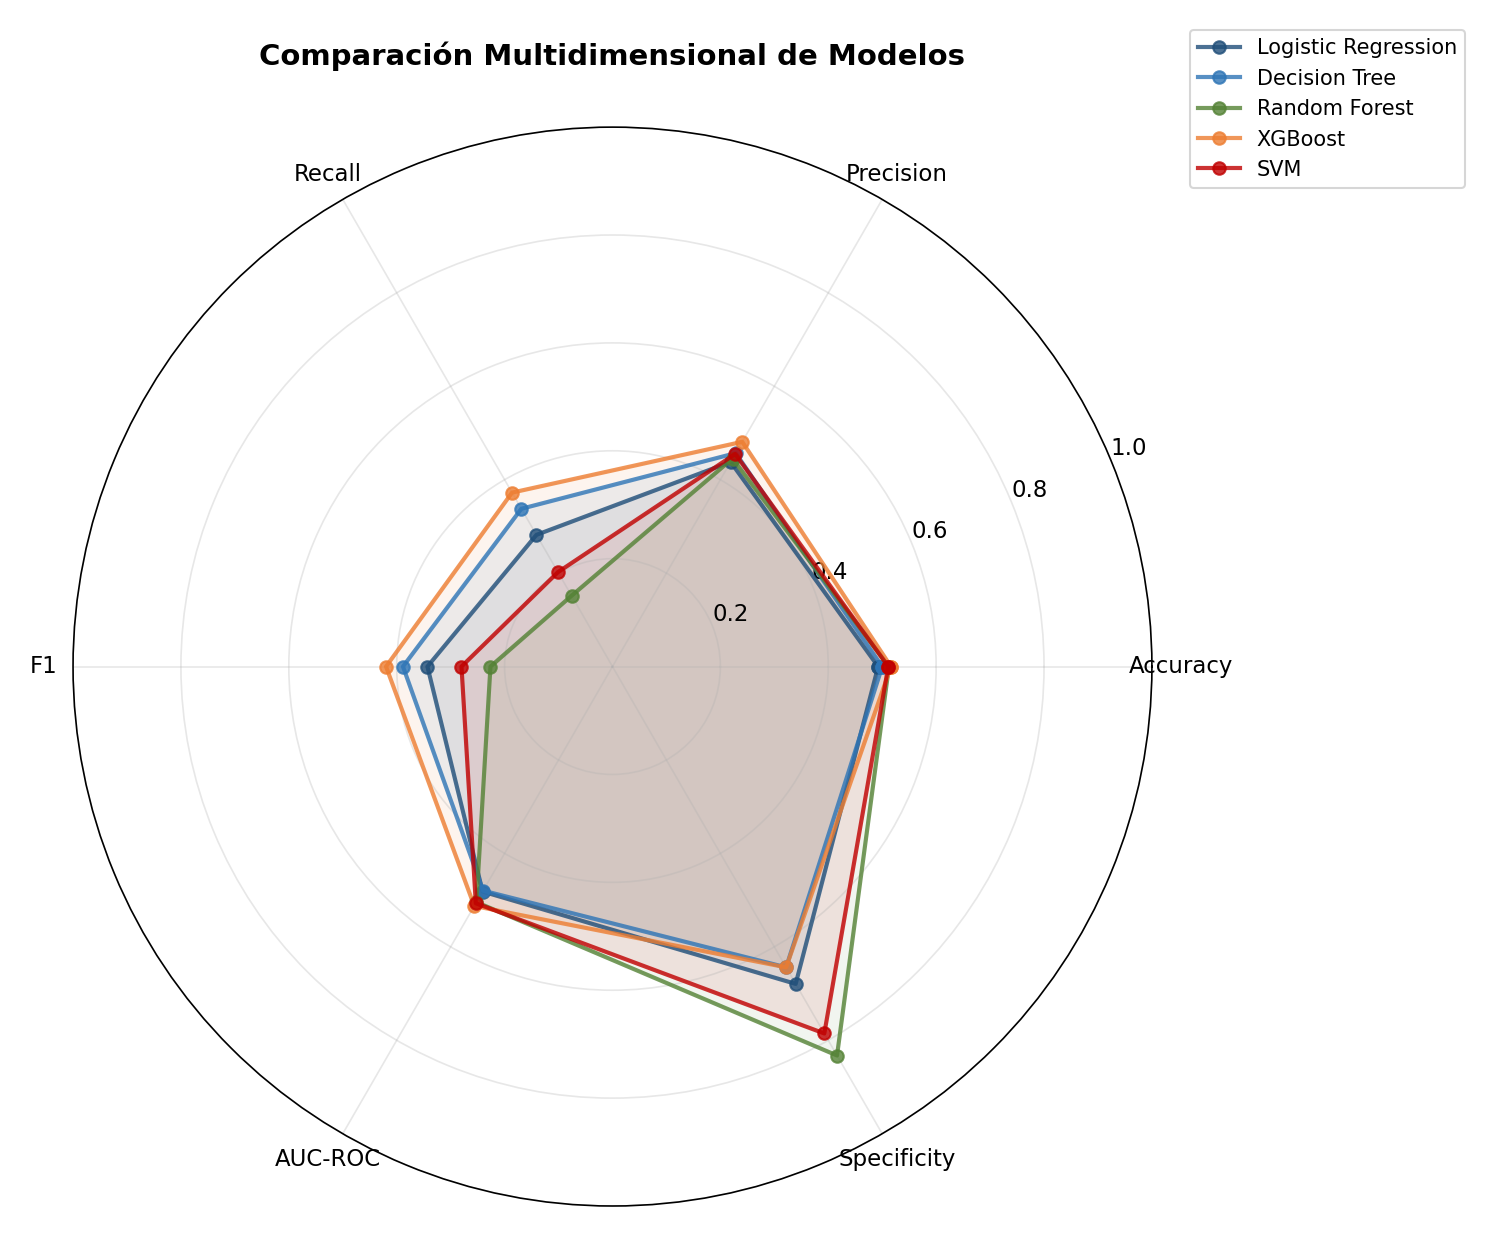 Comparación Multidimensional de Modelos
Logistic Regression
Decision Tree
Random Forest
XGBoost
SVM
Recall
Precision
1.0
0.8
0.6
0.4
0.2
F1
Accuracy
AUC-ROC
Specificity